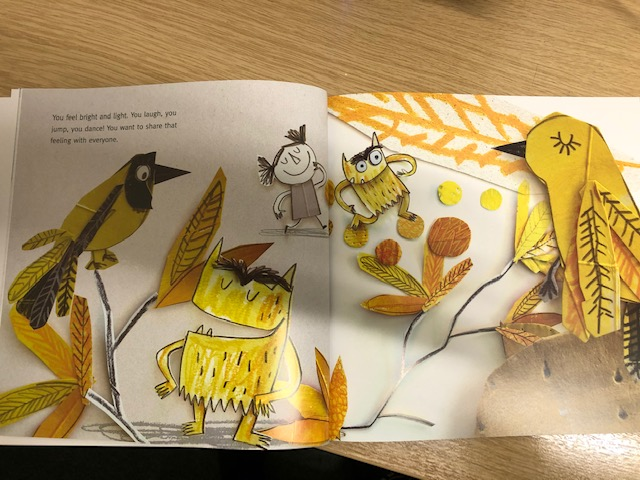 You feel bright and light. You laugh, you
jump, you dance! You want to share that
feeling with everyone.